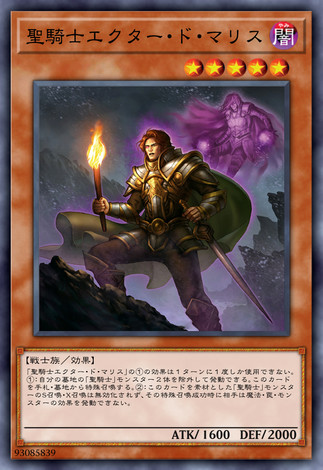 聖騎士エクター・ド・マリス
やみ
闇
【戦士族／効果】
「聖騎士エクター・ド・マリス」の①の効果は１ターンに１度しか使用できない。
①：自分の墓地の「聖騎士」モンスター２体を除外して発動できる。このカード
を手札・墓地から特殊召喚する。②：このカードを素材とした「聖騎士」モンスター
のS召喚・X召喚は無効化されず、その特殊召喚成功時に相手は魔法・罠・モン
スターの効果を発動できない。
ATK/ 1600 DEF/2000
93085839